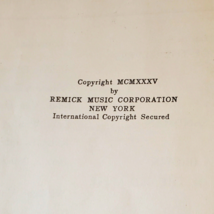 Copyright MCMXXXV
by
REMICK MUSIC CORPORATION
NEW YORK
International Copyright Secured